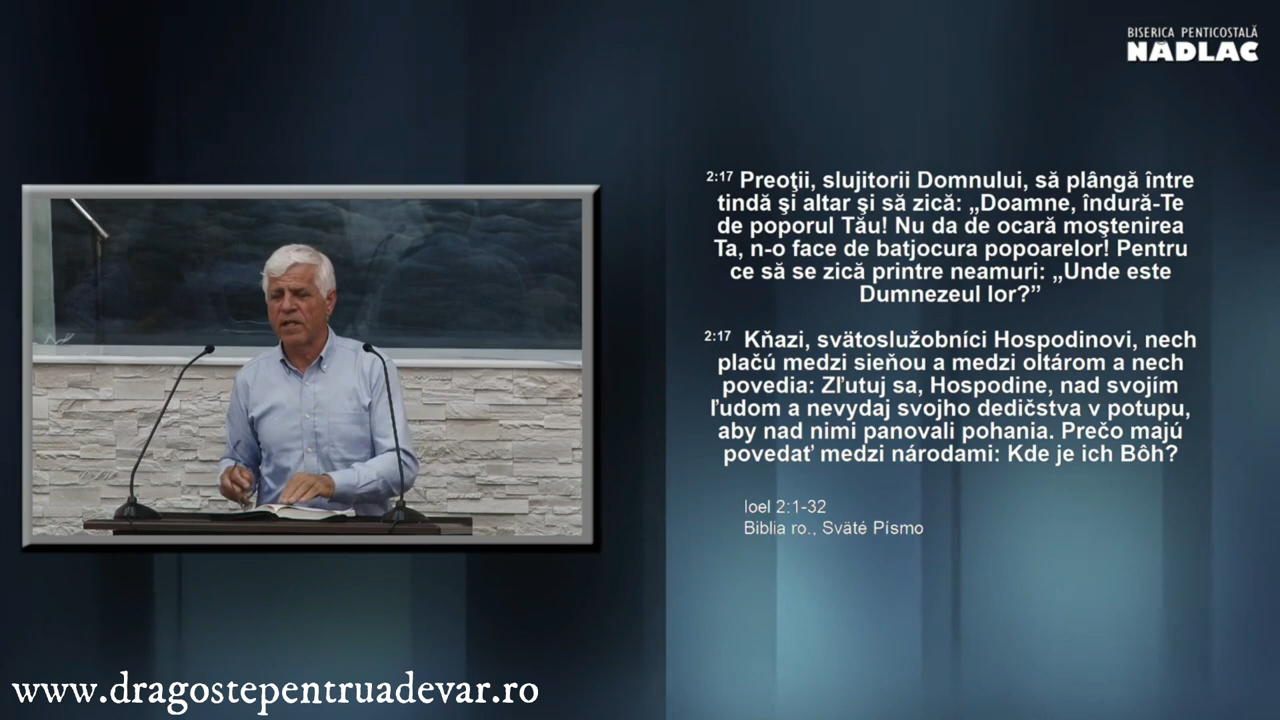 BISERICA PENTICOSTALĂ
NĂDLAC
2:17 Preoţii, slujitorii Domnului, să plângă între
tindă şi altar şi să zică: „Doamne, îndură-Te
de poporul Tău! Nu da de ocară moştenirea
Ta, n-o face de batjocura popoarelor! Pentru
ce să se zică printre neamuri: „Unde este
Dumnezeul lor?”
2:17 Kňazi, svätoslužobníci Hospodinovi, nech
plačú medzi sieňou a medzi oltárom a nech
povedia: Zľutuj sa, Hospodine, nad svojím
ľudom a nevydaj svojho dedičstva v potupu,
aby nad nimi panovali pohania. Prečo majú
povedať medzi národami: Kde je ich Bôh?
Ioel 2:1-32
Biblia ro., Sväté Písmo
www.dragostepentruadevar.ro